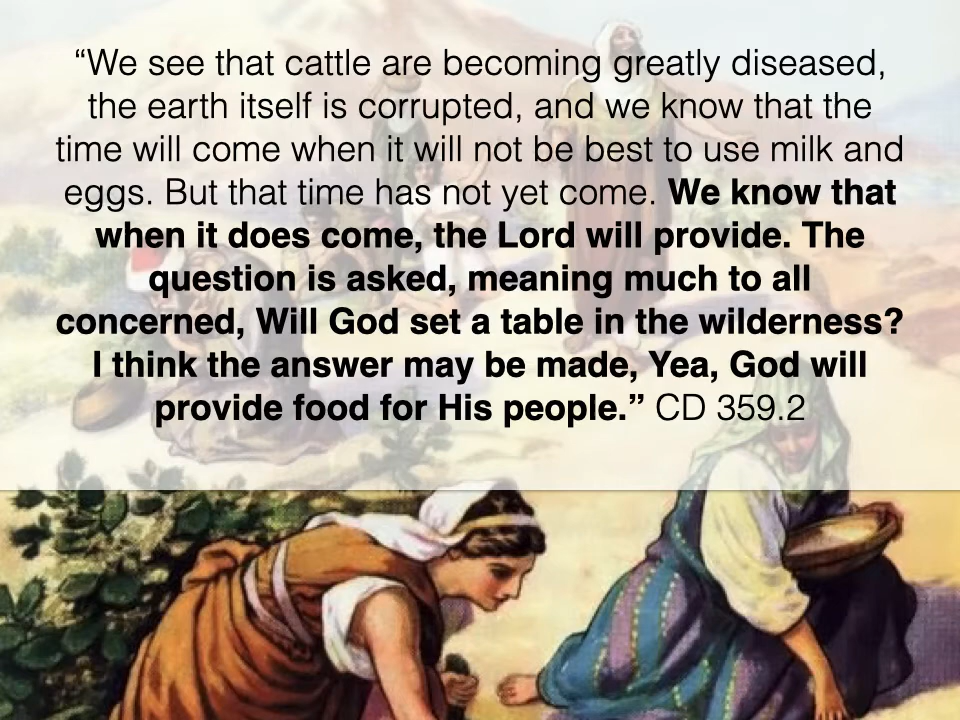 “We see that cattle are becoming greatly diseased,
the earth itself is corrupted, and we know that the
time will come when it will not be best to use milk and
eggs. But that time has not yet come. We know that
when it does come, the Lord will provide. The
question is asked, meaning much to all
concerned, Will God set a table in the wilderness?
I think the answer may be made, Yea, God will
provide food for His people.” CD 359.2